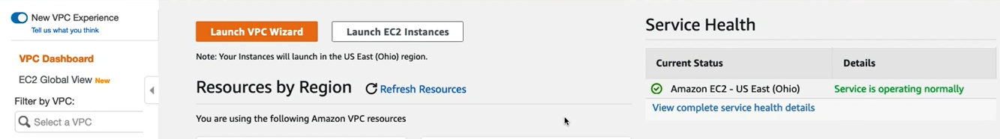 New VPC Experience
Tell us what you think
VPC Dashboard
EC2 Global View New
Filter by VPC:
Select a VPC
Launch VPC Wizard
Launch EC2 Instances
Note: Your Instances will launch in the US East (Ohio) region.
Resources by Region
Refresh Resources
You are using the following Amazon VPC resources
Service Health
Current Status
Details
Amazon EC2 - US East (Ohio)
Service is operating normally
View complete service health details